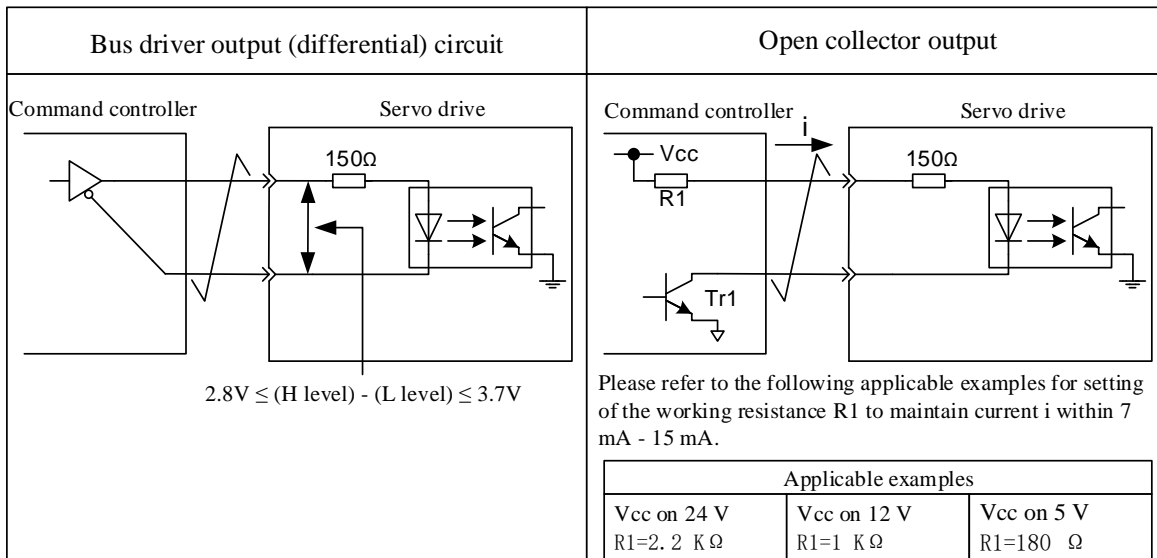 Bus driver output (differential) circuit
Open collector output
Command controller
Servo drive
150Ω
2.8V ≤ (H level) - (L level) ≤ 3.7V
Command controller
i
Servo drive
Vcc
R1
150Ω
Tr1
Please refer to the following applicable examples for setting
of the working resistance R1 to maintain current i within 7
mA - 15 mA.
Applicable examples
Vcc on 24 V
R1=2.2 KΩ
Vcc on 12 V
R1=1 KΩ
Vcc on 5 V
R1=180 Ω